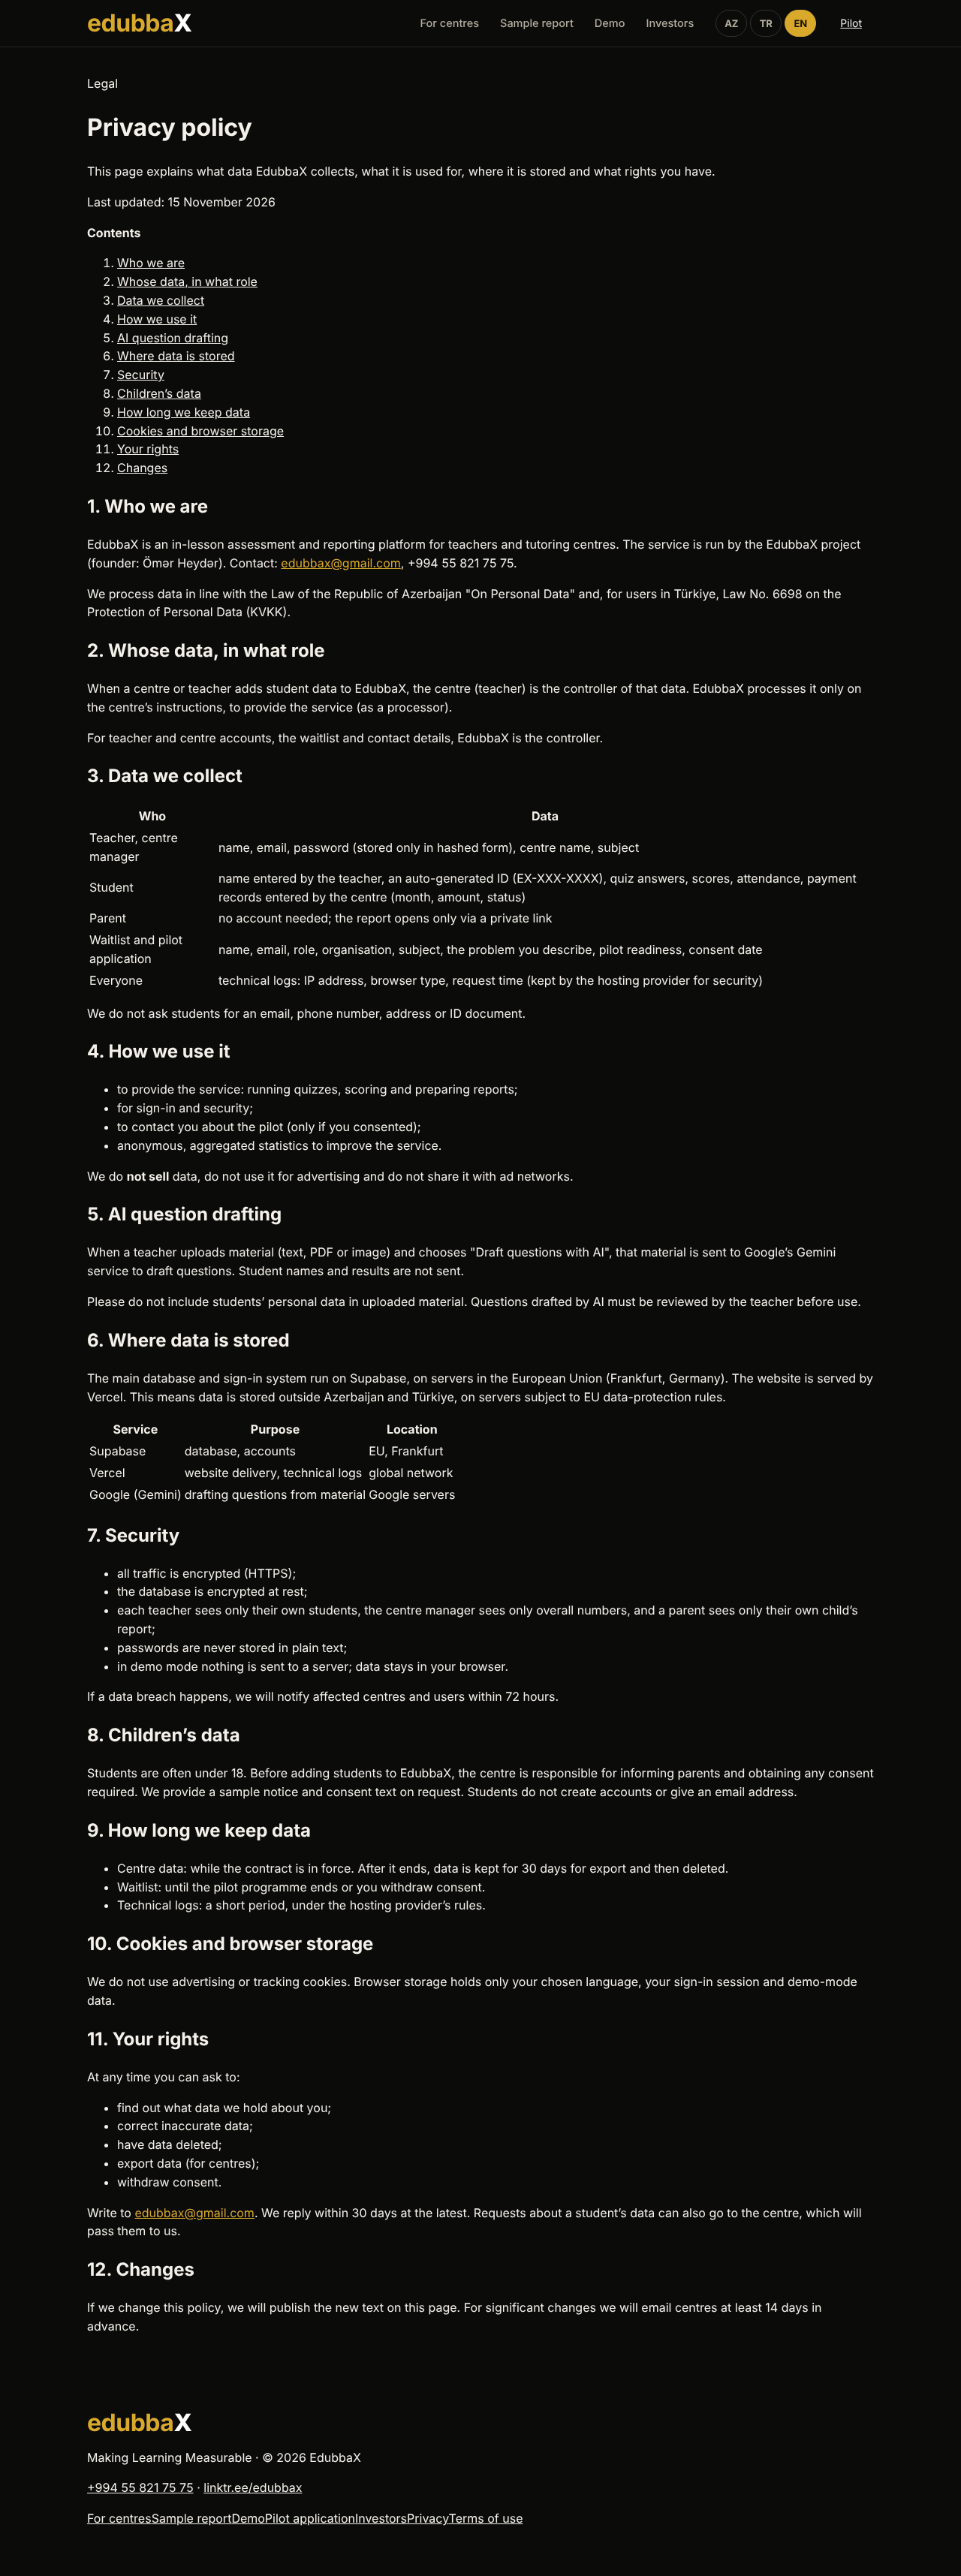 edubbaX
For centres Sample report Demo Investors AZ TR EN Pilot
Legal
Privacy policy
This page explains what data EdubbaX collects, what it is used for, where it is stored and what rights you have.
Last updated: 15 November 2026
Contents
1. Who we are
2. Whose data, in what role
3. Data we collect
4. How we use it
5. AI question drafting
6. Where data is stored
7. Security
8. Children’s data
9. How long we keep data
10. Cookies and browser storage
11. Your rights
12. Changes
1. Who we are
EdubbaX is an in-lesson assessment and reporting platform for teachers and tutoring centres. The service is run by the EdubbaX project
(founder: Ömər Heydər). Contact: edubbax@gmail.com, +994 55 821 75 75.
We process data in line with the Law of the Republic of Azerbaijan "On Personal Data" and, for users in Türkiye, Law No. 6698 on the
Protection of Personal Data (KVKK).
2. Whose data, in what role
When a centre or teacher adds student data to EdubbaX, the centre (teacher) is the controller of that data. EdubbaX processes it only on
the centre’s instructions, to provide the service (as a processor).
For teacher and centre accounts, the waitlist and contact details, EdubbaX is the controller.
3. Data we collect
Who Data
Teacher, centre
manager
name, email, password (stored only in hashed form), centre name, subject
Student
name entered by the teacher, an auto-generated ID (EX-XXX-XXXX), quiz answers, scores, attendance, payment
records entered by the centre (month, amount, status)
Parent no account needed; the report opens only via a private link
Waitlist and pilot
application
name, email, role, organisation, subject, the problem you describe, pilot readiness, consent date
Everyone technical logs: IP address, browser type, request time (kept by the hosting provider for security)
We do not ask students for an email, phone number, address or ID document.
4. How we use it
• to provide the service: running quizzes, scoring and preparing reports;
• for sign-in and security;
• to contact you about the pilot (only if you consented);
• anonymous, aggregated statistics to improve the service.
We do not sell data, do not use it for advertising and do not share it with ad networks.
5. AI question drafting
When a teacher uploads material (text, PDF or image) and chooses "Draft questions with AI", that material is sent to Google’s Gemini
service to draft questions. Student names and results are not sent.
Please do not include students’ personal data in uploaded material. Questions drafted by AI must be reviewed by the teacher before use.
6. Where data is stored
The main database and sign-in system run on Supabase, on servers in the European Union (Frankfurt, Germany). The website is served by
Vercel. This means data is stored outside Azerbaijan and Türkiye, on servers subject to EU data-protection rules.
Service Purpose Location
Supabase database, accounts EU, Frankfurt
Vercel website delivery, technical logs global network
Google (Gemini) drafting questions from material Google servers
7. Security
• all traffic is encrypted (HTTPS);
• the database is encrypted at rest;
• each teacher sees only their own students, the centre manager sees only overall numbers, and a parent sees only their own child’s
report;
• passwords are never stored in plain text;
• in demo mode nothing is sent to a server; data stays in your browser.
If a data breach happens, we will notify affected centres and users within 72 hours.
8. Children’s data
Students are often under 18. Before adding students to EdubbaX, the centre is responsible for informing parents and obtaining any consent
required. We provide a sample notice and consent text on request. Students do not create accounts or give an email address.
9. How long we keep data
• Centre data: while the contract is in force. After it ends, data is kept for 30 days for export and then deleted.
• Waitlist: until the pilot programme ends or you withdraw consent.
• Technical logs: a short period, under the hosting provider’s rules.
10. Cookies and browser storage
We do not use advertising or tracking cookies. Browser storage holds only your chosen language, your sign-in session and demo-mode
data.
11. Your rights
At any time you can ask to:
• find out what data we hold about you;
• correct inaccurate data;
• have data deleted;
• export data (for centres);
• withdraw consent.
Write to edubbax@gmail.com. We reply within 30 days at the latest. Requests about a student’s data can also go to the centre, which will
pass them to us.
12. Changes
If we change this policy, we will publish the new text on this page. For significant changes we will email centres at least 14 days in
advance.
edubbaX
Making Learning Measurable · © 2026 EdubbaX
+994 55 821 75 75 · linktr.ee/edubbax
For centresSample reportDemoPilot applicationInvestorsPrivacyTerms of use